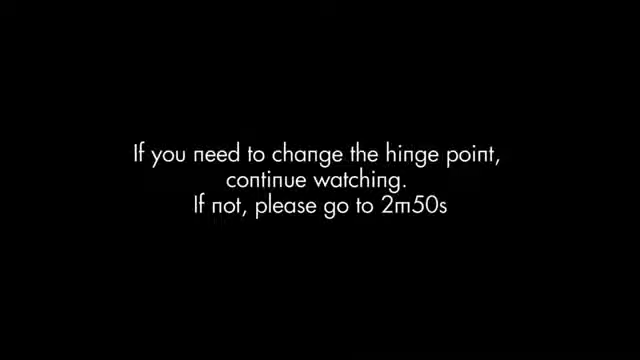 If you need to change the hinge point,
continue watching.
If not, please go to 2m50s